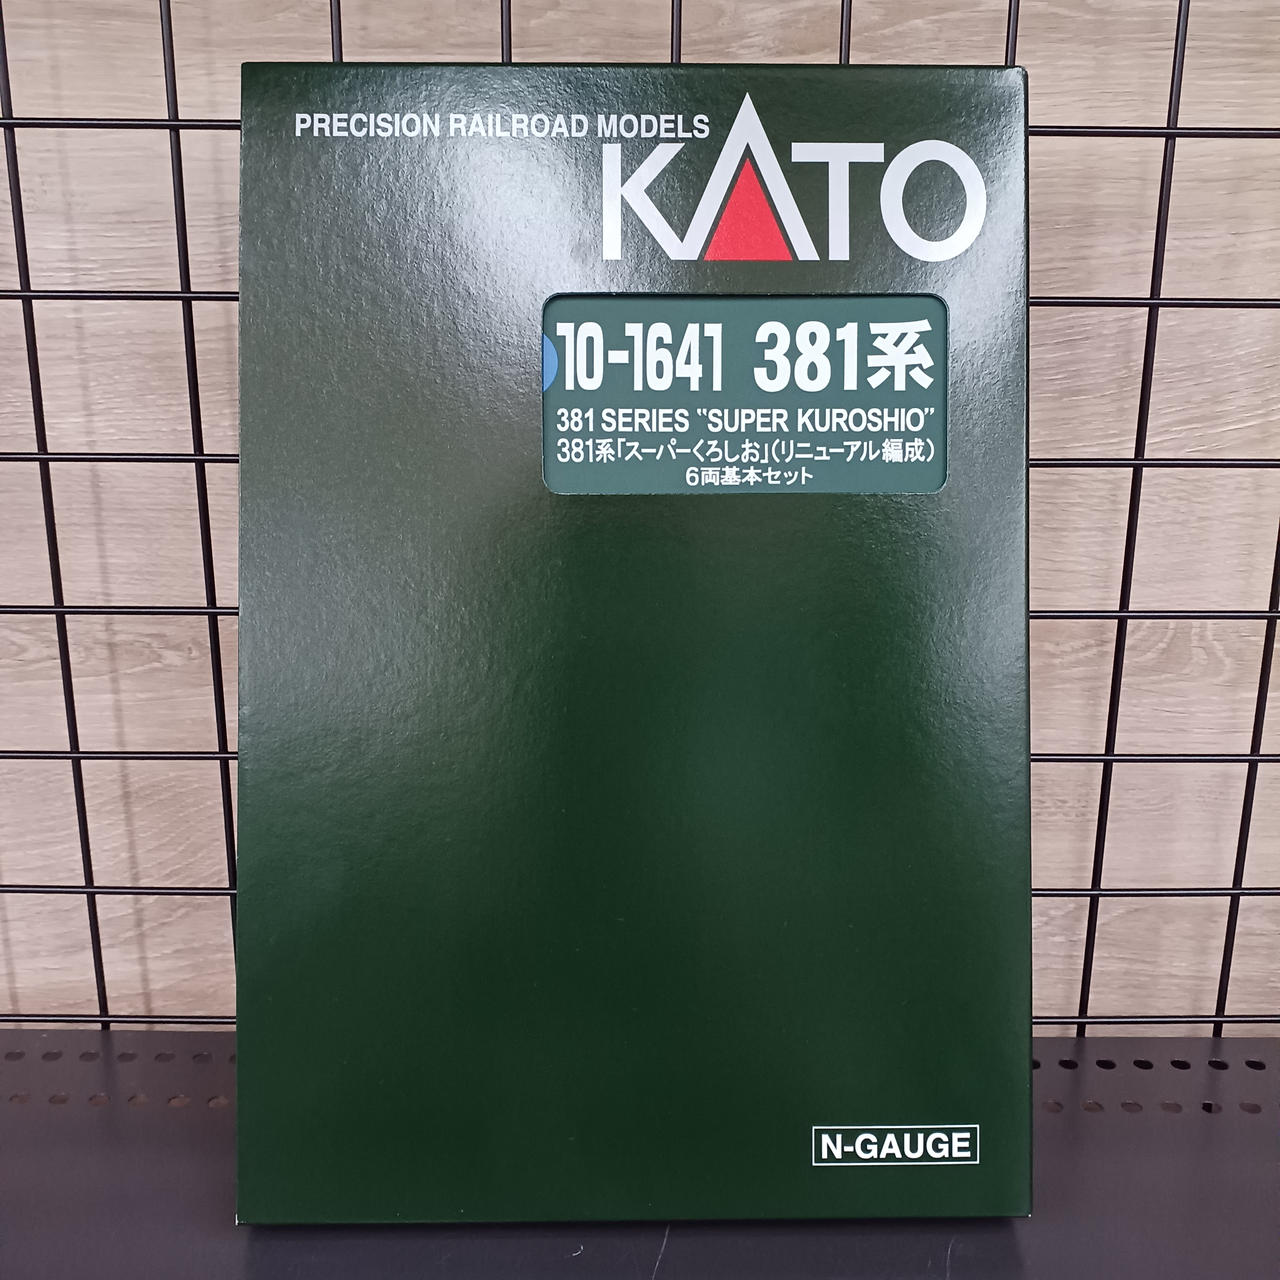 PRECISION RAILROAD MODELS
KATO
10-1641 381系
381 SERIES "SUPER KUROSHIO"
381系「スーパーくろしお」(リニューアル編成)
6両基本セット
N-GAUGE